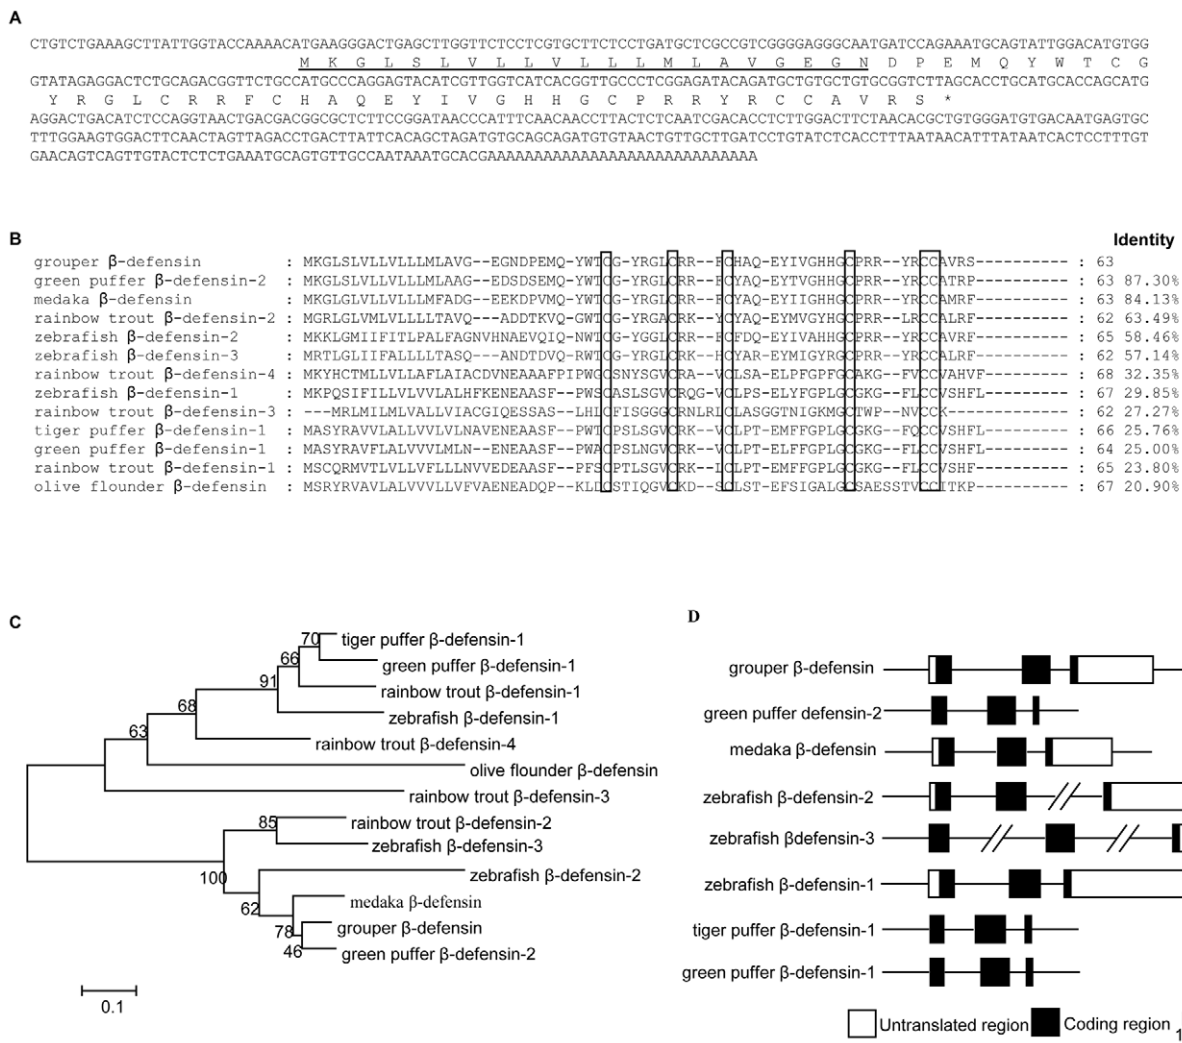 A
CTGTCTGAAAGCTTATTGGTACCAAAACATGAAGGGACTGAGCTTGGTTCTCCTCGTGCTTCTCCTGATGCTCGCCGTCGGGGAGGGCAATGATCCAGAAATGCAGTATTGGACATGTGG
M K G L S L V L L V L L L M L A V G E G N D P E M Q Y W T C G
GTATAGAGGACTCTGCAGACGGTTCTGCCATGCCCAGGAGTACATCGTTGGTCATCACGGTTGCCCTCGGAGATACAGATGCTGTGCTGTGCGGTCTTAGCACCTGCATGCACCAGCATG
Y R G L C R R F C H A Q E Y I V G H H G C P R R Y R C C A V R S *
AGGACTGACATCTCCAGGTAACTGACGACGGCGCTCTTCCGGATAACCCATTTCAACAACCTTACTCTCAATCGACACCTCTTGGACTTCTAACACGCTGTGGGATGTGACAATGAGTGC
TTTGGAAGTGGACTTCAACTAGTTAGACCTGACTTATTCACAGCTAGATGTGCAGCAGATGTGTAACTGTTGCTTGATCCTGTATCTCACCTTTAATAACATTTATAATCACTCCTTTGT
GAACAGTCAGTTGTACTCTCTGAAATGCAGTGTTGCCAATAAATGCACGAAAAAAAAAAAAAAAAAAAAAAAAAAAA
B
Identity
grouper β-defensin : MKGLSLVLLVLLLMLAVG--EGNDPEMQ-YWTCG-YRGLCRR--FCHAQ-EYIVGHHGCPRR--YRCCAVRS---------- : 63
green puffer β-defensin-2 : MKGLSLVLLVLLLMLAAG--EDSDSEMQ-YWTCG-YRGLCRR--FCYAQ-EYTVGHHGCPRR--YRCCATRP---------- : 63 87.30%
medaka β-defensin : MKGLGLVLLVLLLMFADG--EEKDPVMQ-YWTCG-YRGLCRR--FCYAQ-EYIIGHHGCPRR--YRCCAMRF---------- : 63 84.13%
rainbow trout β-defensin-2 : MGRLGLVMLVLLLLTAVQ---ADDTKVQ-GWTCG-YRGACRK--YCYAQ-EYMVGYHGCPRR--LRCCALRF---------- : 62 63.49%
zebrafish β-defensin-2 : MKKLGMIIFITLPALFAGNVHNAEVQIQ-NWTCG-YGGLCRR--FCFDQ-EYIVAHHGCPRR--YRCCAVRF---------- : 65 58.46%
zebrafish β-defensin-3 : MRTLGLIIFALLLLTASQ---ANDTDVQ-RWTCG-YRGLCRK--HCYAR-EYMIGYRGCPRR--YRCCALRF---------- : 62 57.14%
rainbow trout β-defensin-4 : MKYHCTMLLVLLAFLAIACDVNEAAAFPIPWGCSNYSGVCRA--VCLSA-ELPFGPFGCAKG--FVCCVAHVF--------- : 68 32.35%
zebrafish β-defensin-1 : MKPQSIFILLVLVVLALHFKENEAASF--PWSCASLSGVCRQG-VCLPS-ELYFGPLGCGKG--FLCCVSHFL--------- : 67 29.85%
rainbow trout β-defensin-3 : ---MRLMILMLVALLVIACGIQESSAS--LHLCFISGGGCRNLRLCLASGGTNIGKMGCTWP--NVCCK------------- : 62 27.27%
tiger puffer β-defensin-1 : MASYRAVVLALLVLVLNAVENEAASF--PWTCPSLSGVCRK--VCLPT-EMFFGPLGCGKG--FQCCVSHFL--------- : 66 25.76%
green puffer β-defensin-1 : MASYRAVFLALVVVLMLN-ENEAASF--PWACPSLNGVCRK--VCLPT-EMFFGPLGCGKG--FLCCVSHFL--------- : 64 25.00%
rainbow trout β-defensin-1 : MSCQRMVTLVLLVFLLLNVVEDEAASF--PFSCPTLSGVCRK--LCLPT-EMFFGPLGCGKG--FLCCVSHF---------- : 65 23.80%
olive flounder β-defensin : MSRYRVAVLALVVVLLVFVAENEADQP--KLDCSTIQGVCKD--SCLST-EFSIGALGCSAESSTVCCITKP---------- : 67 20.90%
C
70
tiger puffer β-defensin-1
66
green puffer β-defensin-1
91
rainbow trout β-defensin-1
68
zebrafish β-defensin-1
63
rainbow trout β-defensin-4
olive flounder β-defensin
rainbow trout β-defensin-3
85
rainbow trout β-defensin-2
zebrafish β-defensin-3
100
zebrafish β-defensin-2
62
medaka β-defensin
78
grouper β-defensin
46
green puffer β-defensin-2
0.1
D
grouper β-defensin
green puffer defensin-2
medaka β-defensin
zebrafish β-defensin-2
zebrafish βdefensin-3
zebrafish β-defensin-1
tiger puffer β-defensin-1
green puffer β-defensin-1
Untranslated region
Coding region
1